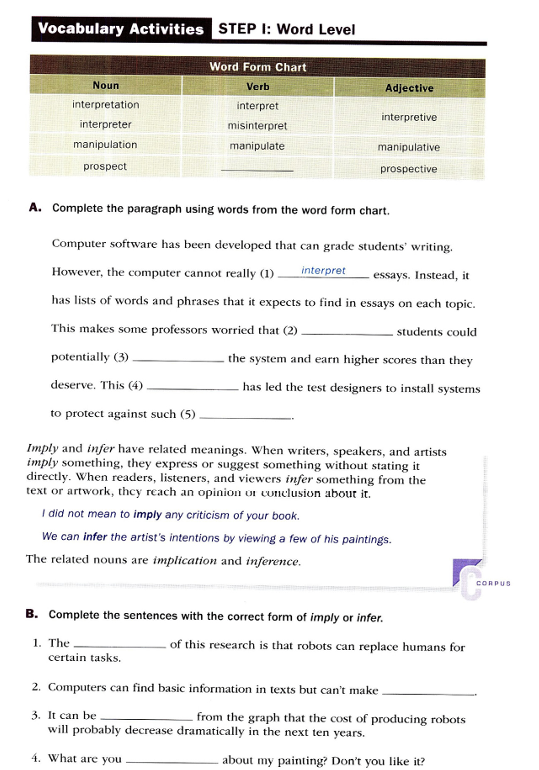 Vocabulary Activities STEP I: Word Level
Word Form Chart
Noun Verb Adjective
interpretation interpret
interpretive
interpreter misinterpret
manipulation manipulate manipulative
prospect __________ prospective
A. Complete the paragraph using words from the word form chart.
Computer software has been developed that can grade students' writing.
However, the computer cannot really (1) interpret essays. Instead, it
has lists of words and phrases that it expects to find in essays on each topic.
This makes some professors worried that (2) __________ students could
potentially (3) __________ the system and earn higher scores than they
deserve. This (4) __________ has led the test designers to install systems
to protect against such (5) __________.
Imply and infer have related meanings. When writers, speakers, and artists
imply something, they express or suggest something without stating it
directly. When readers, listeners, and viewers infer something from the
text or artwork, they reach an opinion or conclusion about it.
I did not mean to imply any criticism of your book.
We can infer the artist's intentions by viewing a few of his paintings.
The related nouns are implication and inference.
CORPUS
B. Complete the sentences with the correct form of imply or infer.
1. The __________ of this research is that robots can replace humans for
certain tasks.
2. Computers can find basic information in texts but can't make __________.
3. It can be __________ from the graph that the cost of producing robots
will probably decrease dramatically in the next ten years.
4. What are you __________ about my painting? Don't you like it?